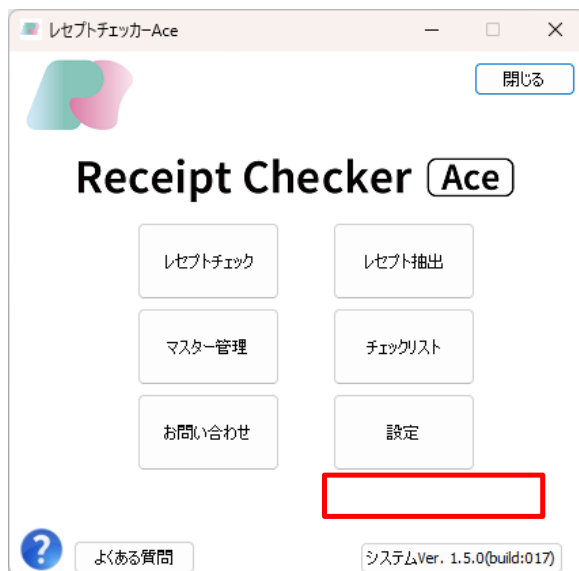 レセプトチェッカーAce
閉じる
Receipt Checker Ace
レセプトチェック
レセプト抽出
マスター管理
チェックリスト
お問い合わせ
設定
?
よくある質問
システムVer. 1.5.0(build:017)